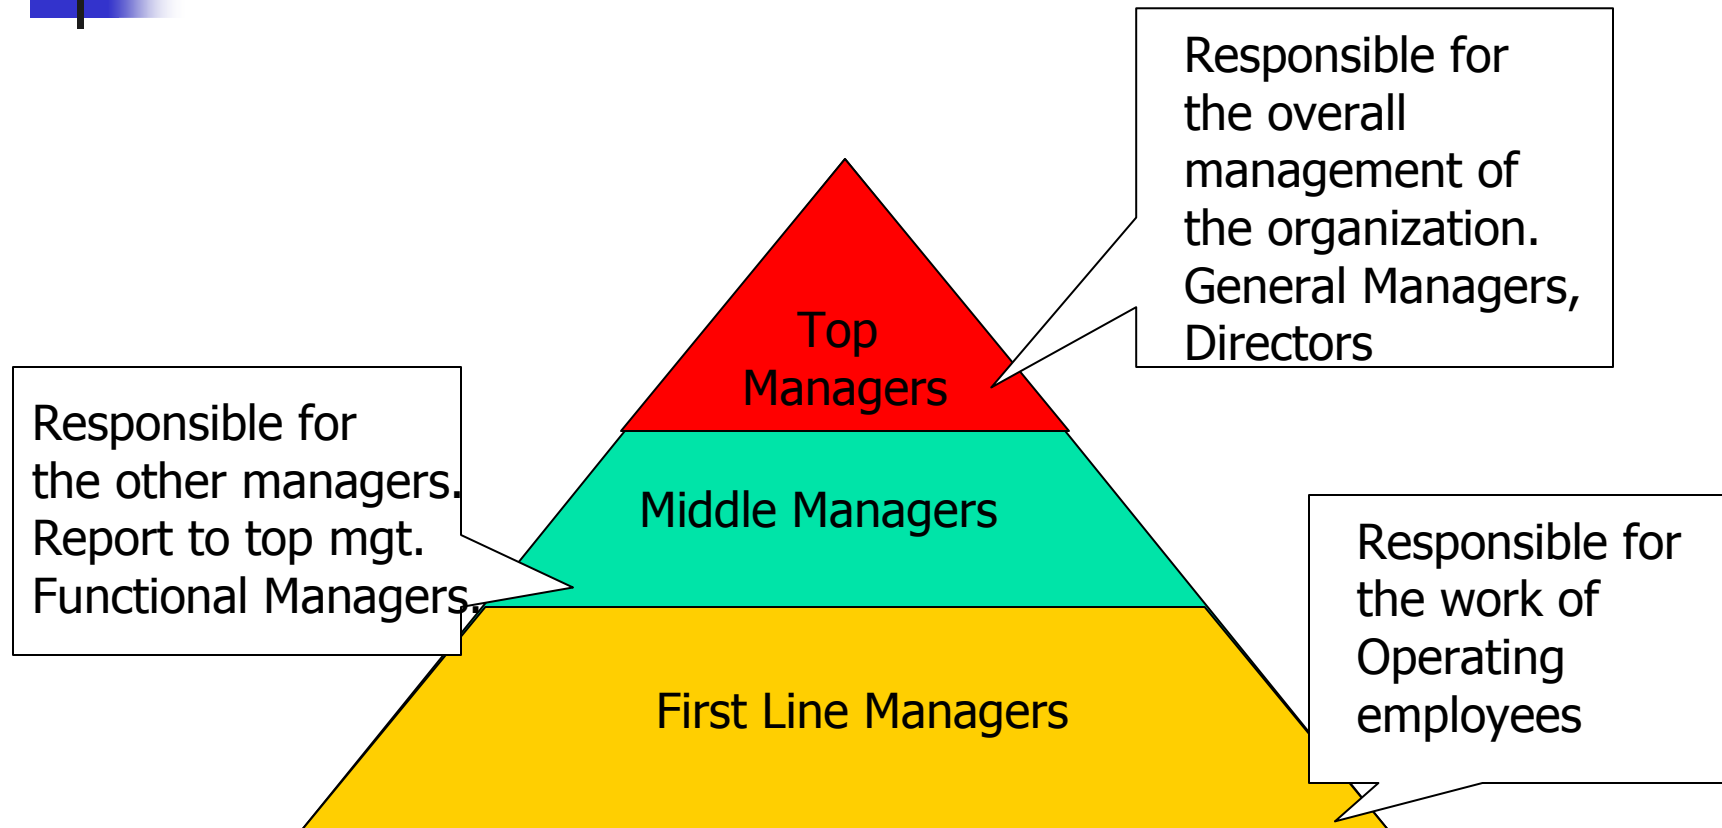 Responsible for
the overall
management of
the organization.
General Managers,
Directors
Top
Managers
Responsible for
the other managers.
Report to top mgt.
Functional Managers.
Middle Managers
Responsible for
the work of
Operating
employees
First Line Managers